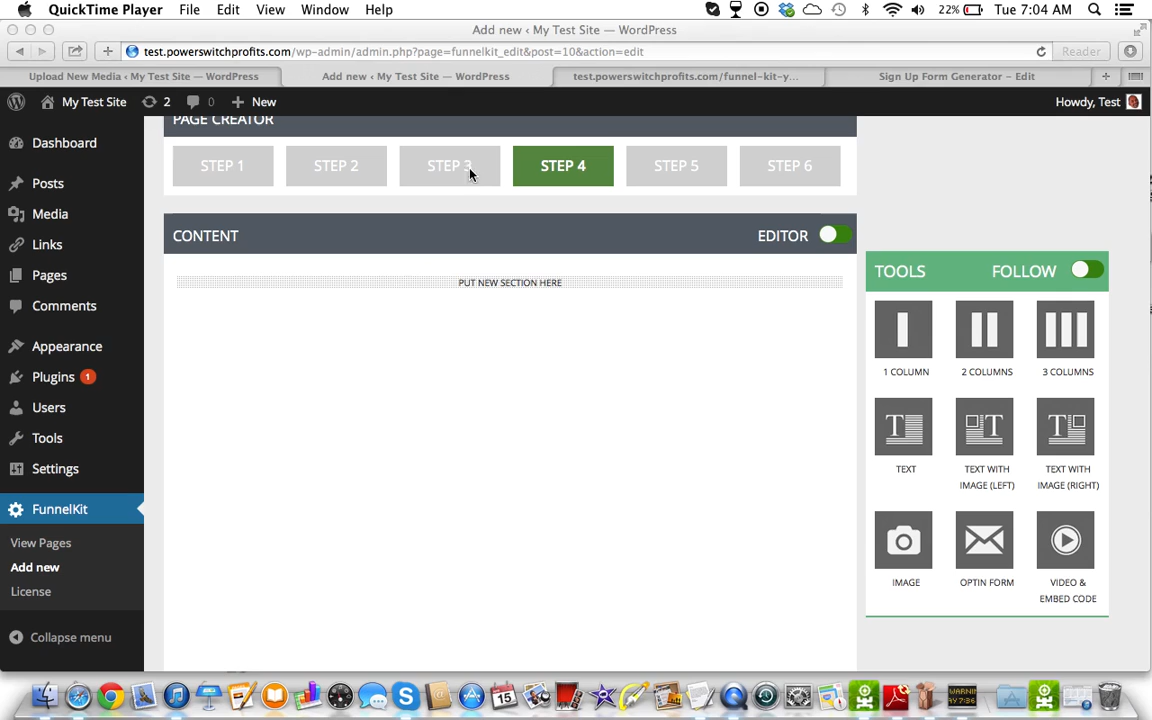 QuickTime Player File Edit View Window Help 22% Tue 7:04 AM
Add new ‹ My Test Site — WordPress
test.powerswitchprofits.com/wp-admin/admin.php?page=funnelkit_edit&post=10&action=edit Reader
Upload New Media ‹ My Test Site — WordPress Add new ‹ My Test Site — WordPress test.powerswitchprofits.com/funnel-kit-y... Sign Up Form Generator – Edit
My Test Site 2 0 New Howdy, Test
PAGE CREATOR
STEP 1 STEP 2 STEP 3 STEP 4 STEP 5 STEP 6
CONTENT EDITOR
PUT NEW SECTION HERE
Dashboard
Posts
Media
Links
Pages
Comments
Appearance
Plugins 1
Users
Tools
Settings
FunnelKit
View Pages
Add new
License
Collapse menu
TOOLS FOLLOW
1 COLUMN 2 COLUMNS 3 COLUMNS
TEXT TEXT WITH IMAGE (LEFT) TEXT WITH IMAGE (RIGHT)
IMAGE OPTIN FORM VIDEO & EMBED CODE